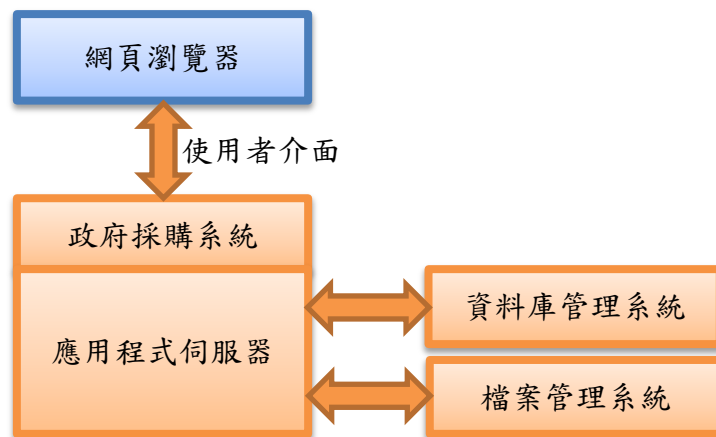 網頁瀏覽器
使用者介面
政府採購系統
應用程式伺服器
資料庫管理系統
檔案管理系統